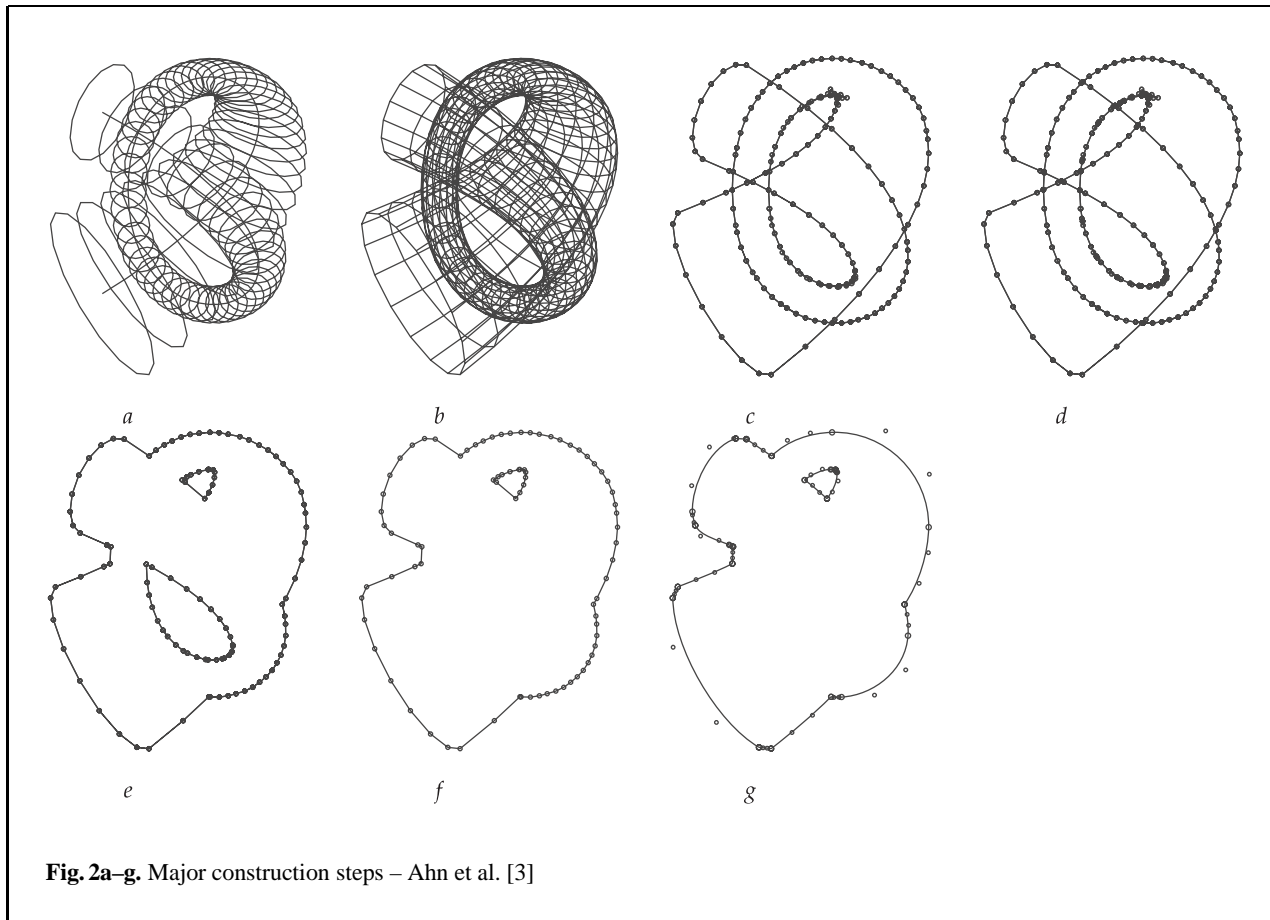 a
b
c
d
e
f
g
Fig. 2a–g. Major construction steps – Ahn et al. [3]